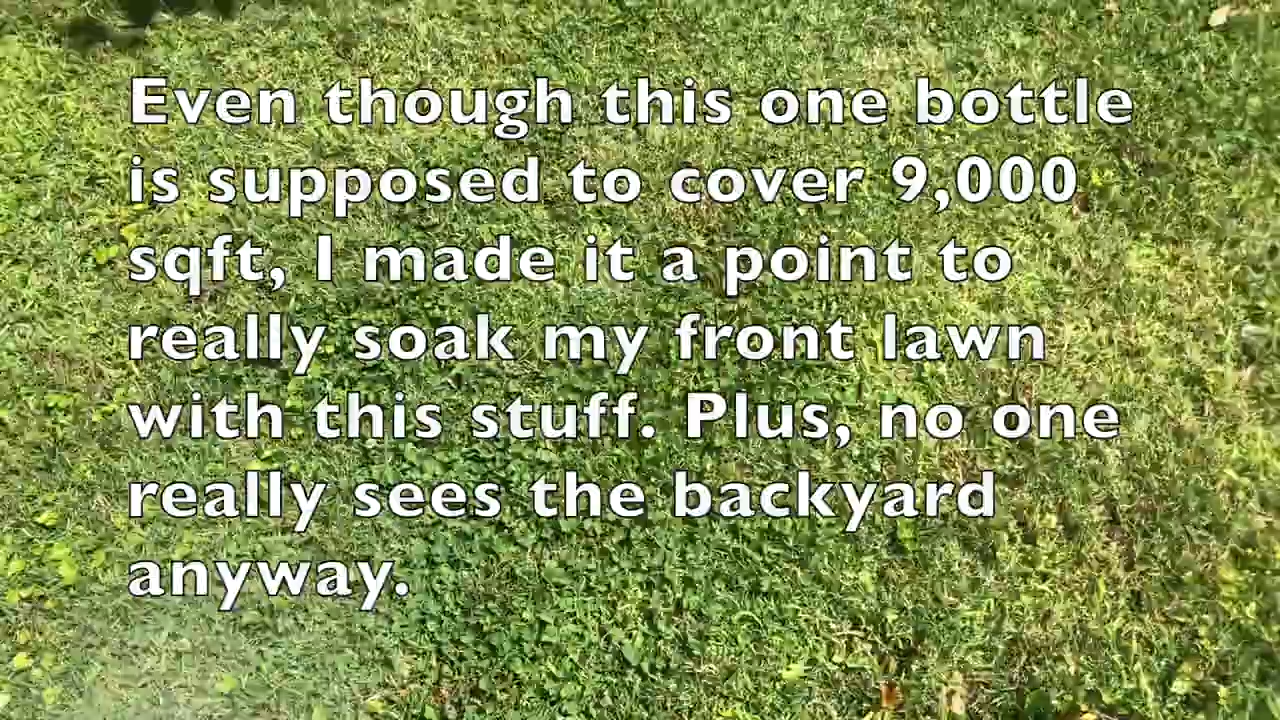 Even though this one bottle
is supposed to cover 9,000
sqft, I made it a point to
really soak my front lawn
with this stuff. Plus, no one
really sees the backyard
anyway.